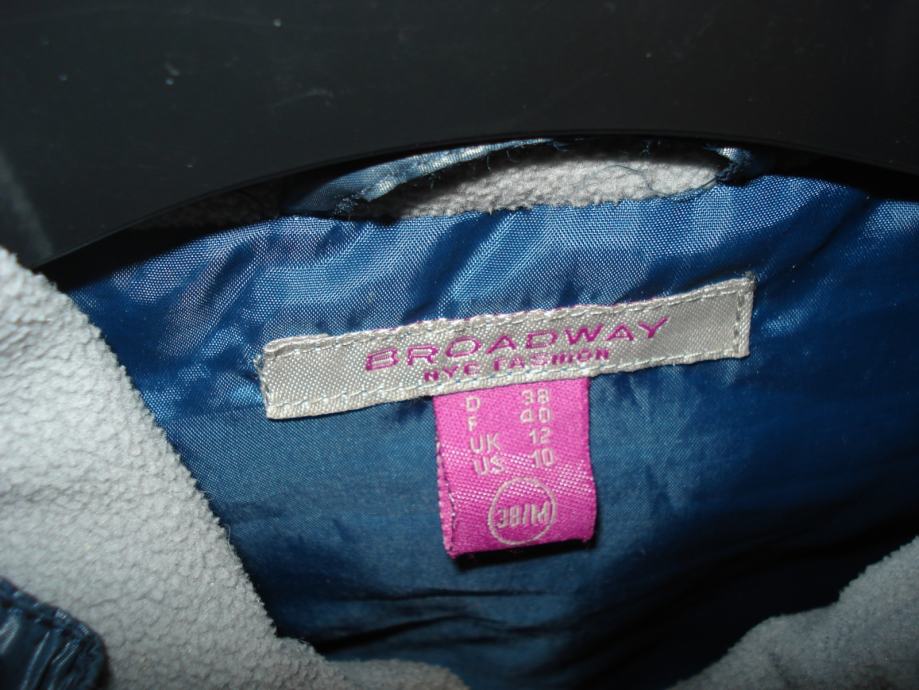 BROADWAY
NYC FASHION
D 38
F 40
UK 12
US 10
38/M